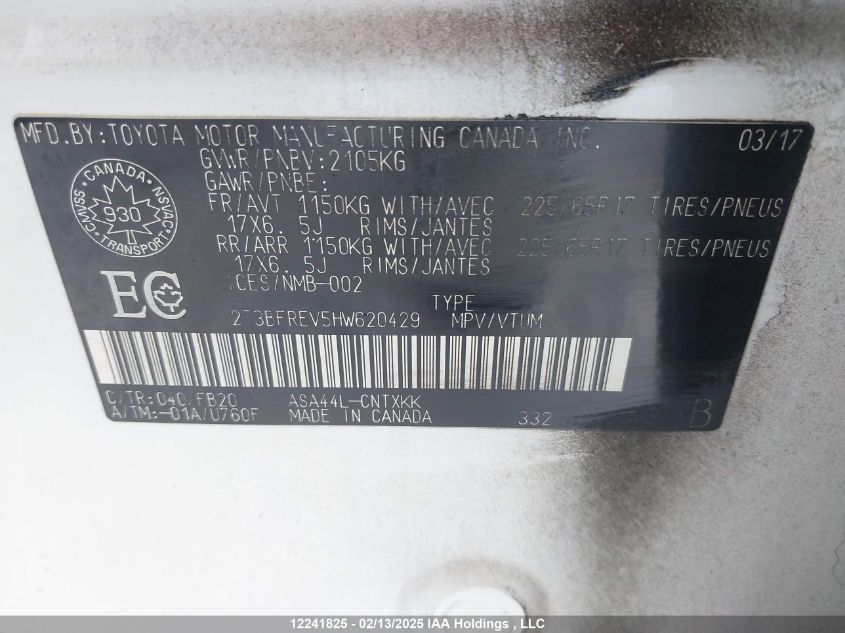 MFD.BY:TOYOTA MOTOR MANUFACTURING CANADA INC. 03/17
GVWR/PNBV:2105KG
GAWR/PNBE:
FR/AVT 1150KG WITH/AVEC 225/65R17 TIRES/PNEUS
17X6.5J RIMS/JANTES
RR/ARR 1150KG WITH/AVEC 225/65R17 TIRES/PNEUS
17X6.5J RIMS/JANTES
ICES/NMB-002
CANADA
CMVSS 930 NSVAC
TRANSPORT
EC
TYPE
2T3BFREV5HW620429 MPV/VTUM
C/TR:040/FB20 ASA44L-CNTXKK
A/TM:-01A/U760F MADE IN CANADA 332 B
12241825 - 02/13/2025 IAA Holdings , LLC